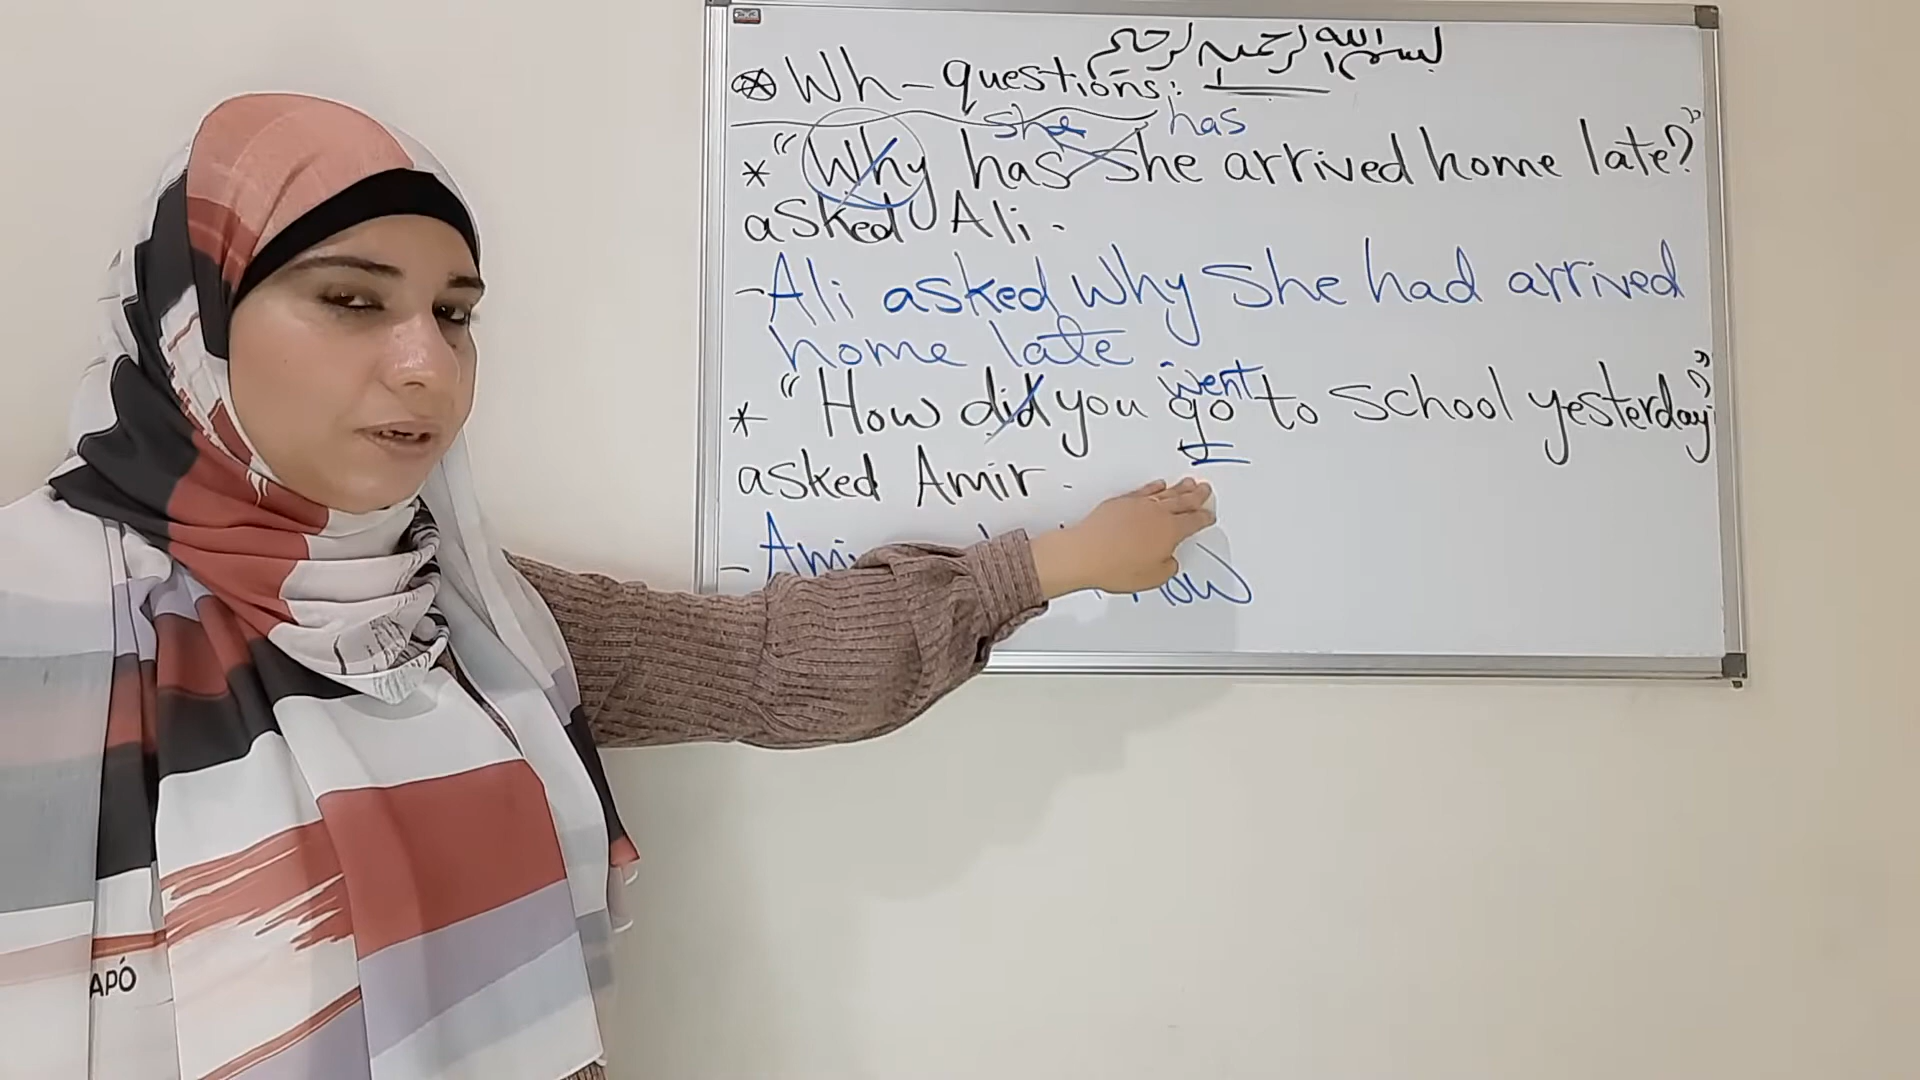 بسم الله الرحمن الرحيم
⊛ Wh-questions:
she has
* "Why has she arrived home late?"
asked Ali.
- Ali asked why she had arrived
home late
went
* "How did you go to school yesterday?"
asked Amir.